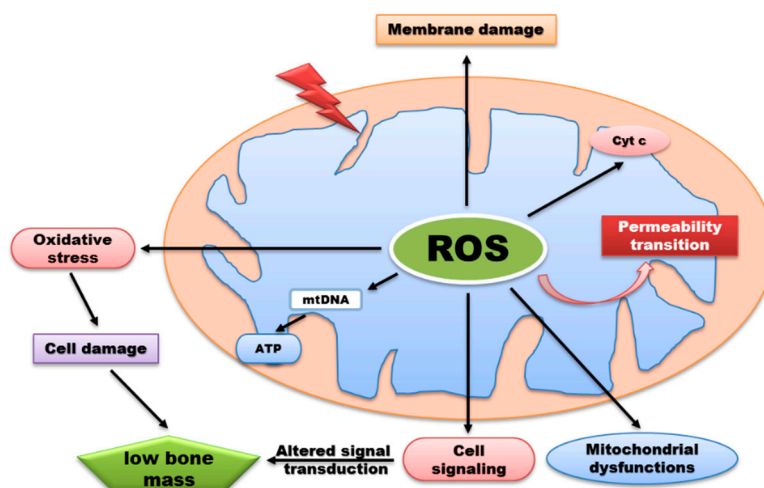 Membrane damage
Cyt c
Permeability
transition
Oxidative
stress
ROS
mtDNA
ATP
Cell damage
low bone
mass
Altered signal
transduction
Cell
signaling
Mitochondrial
dysfunctions